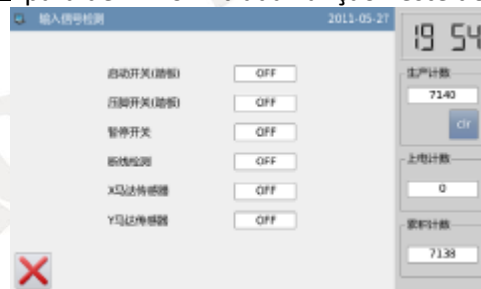 输入信号检测 2011-05-27
19 54
启动开关(踏板) OFF
压脚开关(踏板) OFF
暂停开关 OFF
断线检测 OFF
X马达传感器 OFF
Y马达传感器 OFF
生产计数
7140
clr
上电计数
0
累积计数
7138